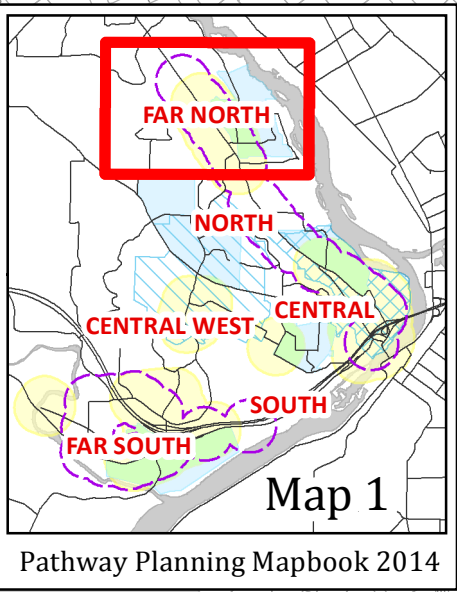 FAR NORTH
NORTH
CENTRAL
CENTRAL WEST
SOUTH
FAR SOUTH
Map 1
Pathway Planning Mapbook 2014